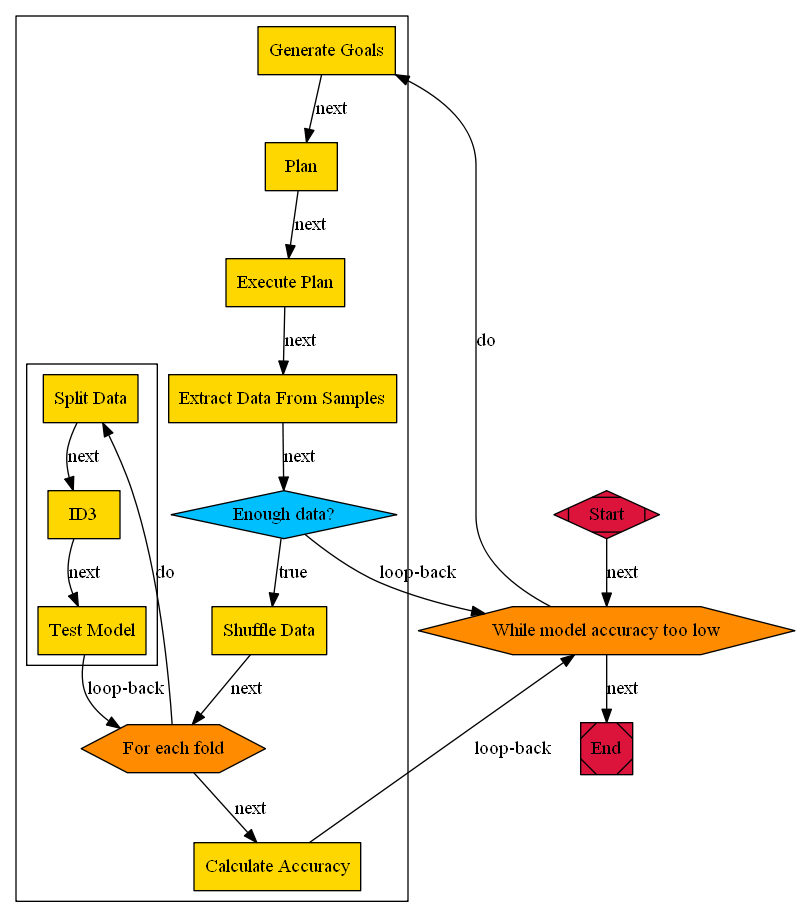 Generate Goals
next
Plan
next
Execute Plan
next
do
Split Data
Extract Data From Samples
next
next
ID3
Enough data?
Start
next
do
true
loop-back
next
Test Model
Shuffle Data
While model accuracy too low
loop-back
next
loop-back
next
For each fold
End
next
Calculate Accuracy